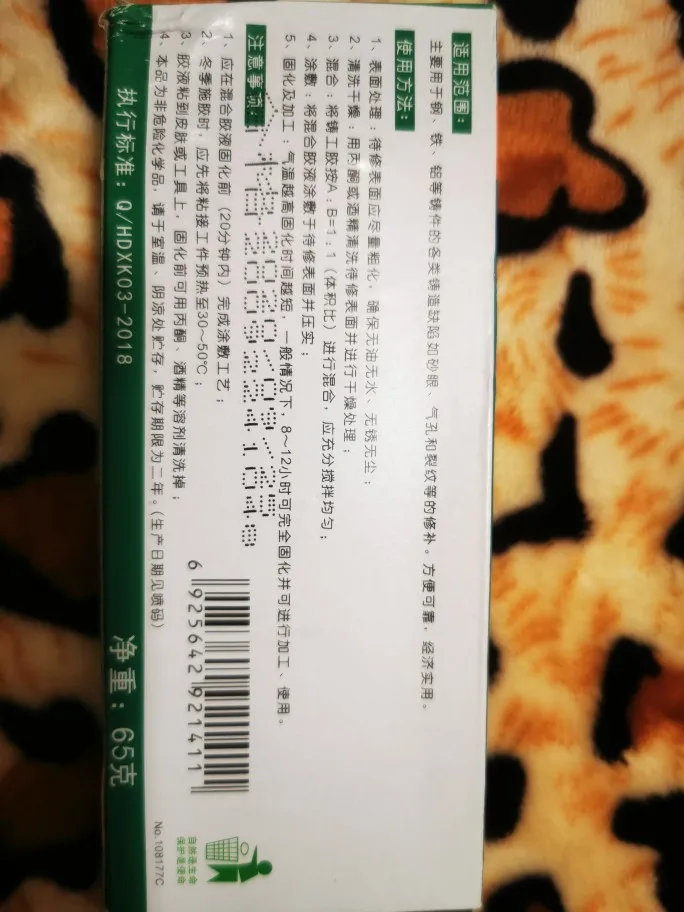 适用范围:
主要用于钢、铁、铝等铸件的各类铸造缺陷如砂眼、气孔和裂纹等的修补。方便可靠，经济实用。
使用方法:
1、表面处理：待修表面应尽量粗化，确保无油无水、无锈无尘；
2、清洗干燥：用丙酮或酒精清洗待修表面并进行干燥处理；
3、混合：将铸工胶按A：B=1：1（体积比）进行混合，应充分搅拌均匀；
4、涂敷：将混合胶液涂敷于待修表面并压实；
5、固化及加工：气温越高固化时间越短，一般情况下，8～12小时可完全固化并可进行加工、使用。
注意事项:
1、应在混合胶液固化前（20分钟内）完成涂敷工艺；
2、冬季施胶时，应先将粘接工件预热至30～50℃；
3、胶液粘到皮肤或工具上，固化前可用丙酮、酒精等溶剂清洗掉；
4、本品为非危险化学品，请于室温、阴凉处贮存，贮存期限为二年。（生产日期见喷码）
6 925642 921411
自然是生命
保护是使命
No.108177C
执行标准：Q/HDXK03-2018
净重：65克